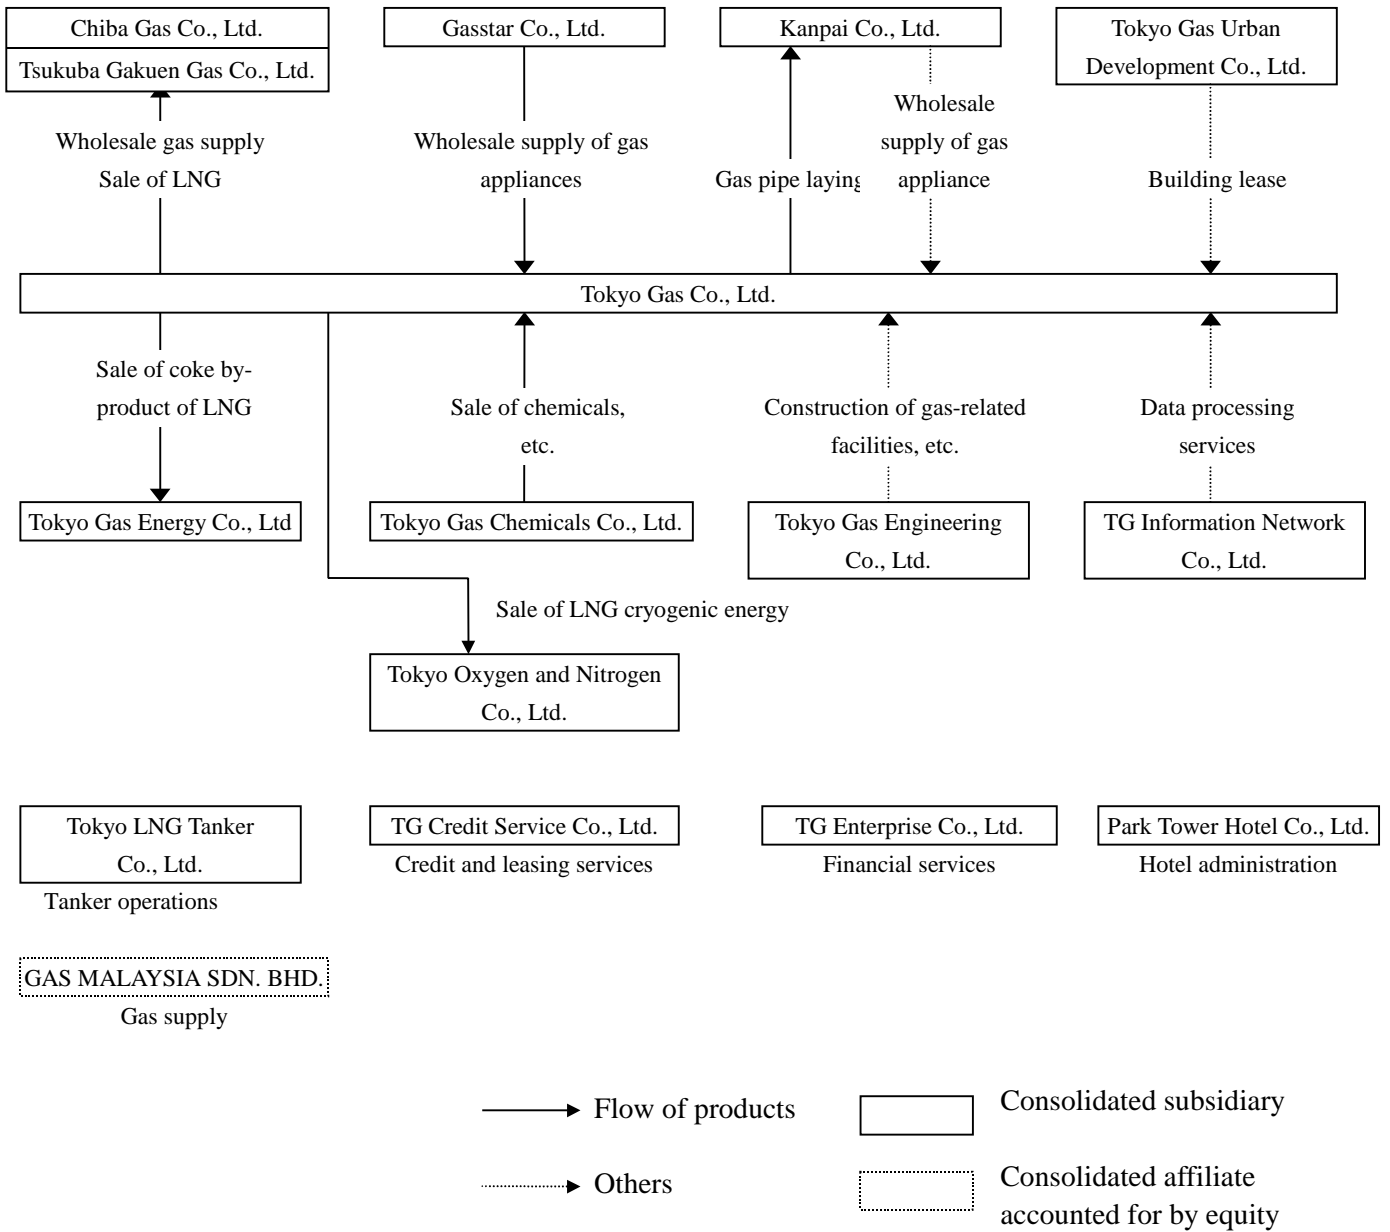 Chiba Gas Co., Ltd.
Tsukuba Gakuen Gas Co., Ltd.
Gasstar Co., Ltd.
Kanpai Co., Ltd.
Tokyo Gas Urban
Development Co., Ltd.
Wholesale gas supply
Sale of LNG
Wholesale supply of gas
appliances
Gas pipe laying
Wholesale
supply of gas
appliance
Building lease
Tokyo Gas Co., Ltd.
Sale of coke by-
product of LNG
Sale of chemicals,
etc.
Construction of gas-related
facilities, etc.
Data processing
services
Tokyo Gas Energy Co., Ltd
Tokyo Gas Chemicals Co., Ltd.
Tokyo Gas Engineering
Co., Ltd.
TG Information Network
Co., Ltd.
Sale of LNG cryogenic energy
Tokyo Oxygen and Nitrogen
Co., Ltd.
Tokyo LNG Tanker
Co., Ltd.
Tanker operations
TG Credit Service Co., Ltd.
Credit and leasing services
TG Enterprise Co., Ltd.
Financial services
Park Tower Hotel Co., Ltd.
Hotel administration
GAS MALAYSIA SDN. BHD.
Gas supply
Flow of products
Consolidated subsidiary
Others
Consolidated affiliate
accounted for by equity